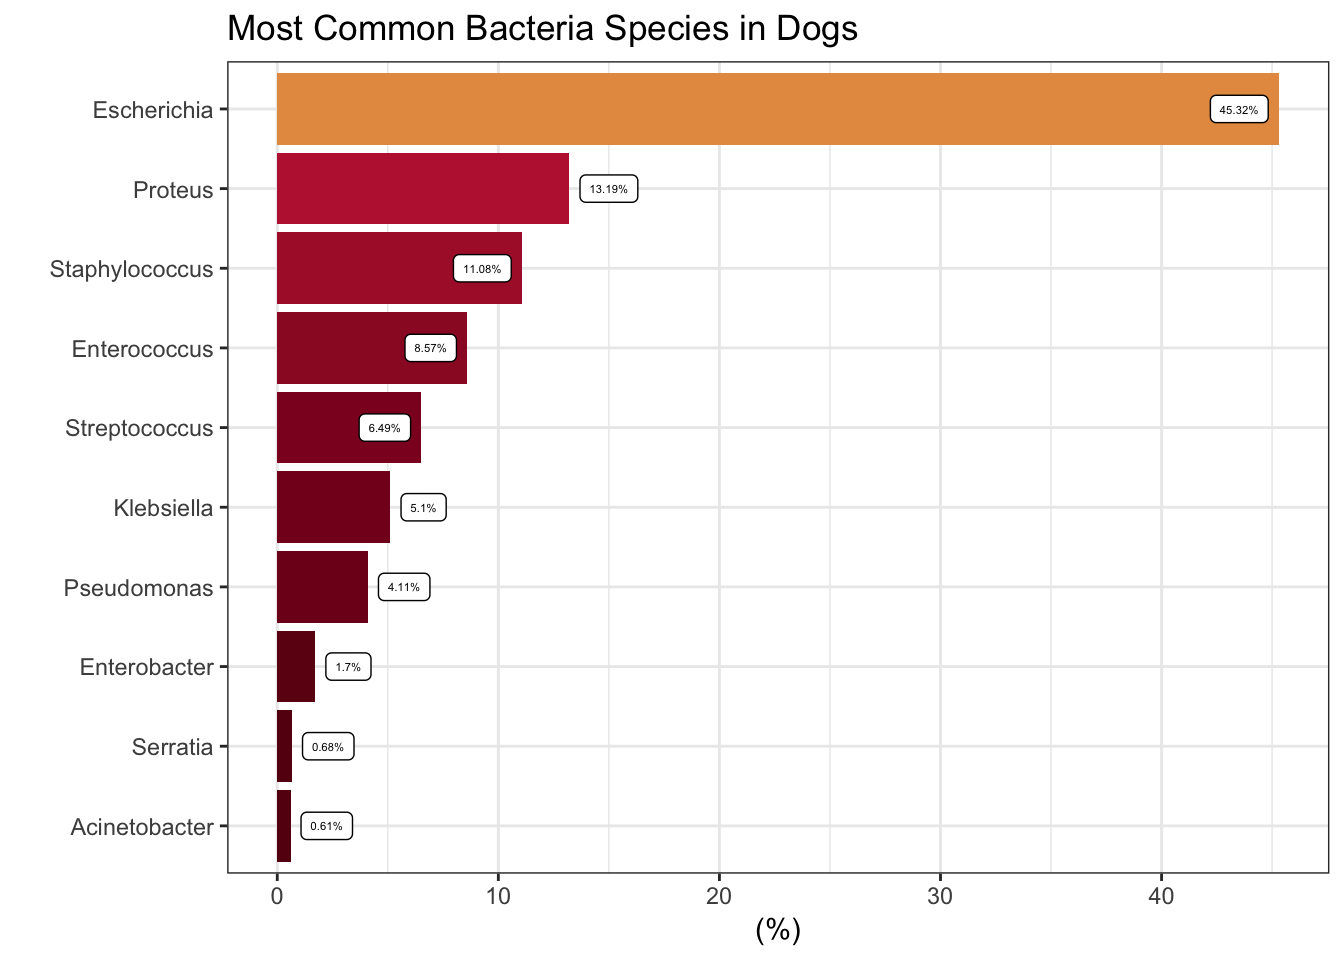 Most Common Bacteria Species in Dogs
Escherichia 45.32%
Proteus 13.19%
Staphylococcus 11.08%
Enterococcus 8.57%
Streptococcus 6.49%
Klebsiella 5.1%
Pseudomonas 4.11%
Enterobacter 1.7%
Serratia 0.68%
Acinetobacter 0.61%
0 10 20 30 40
(%)